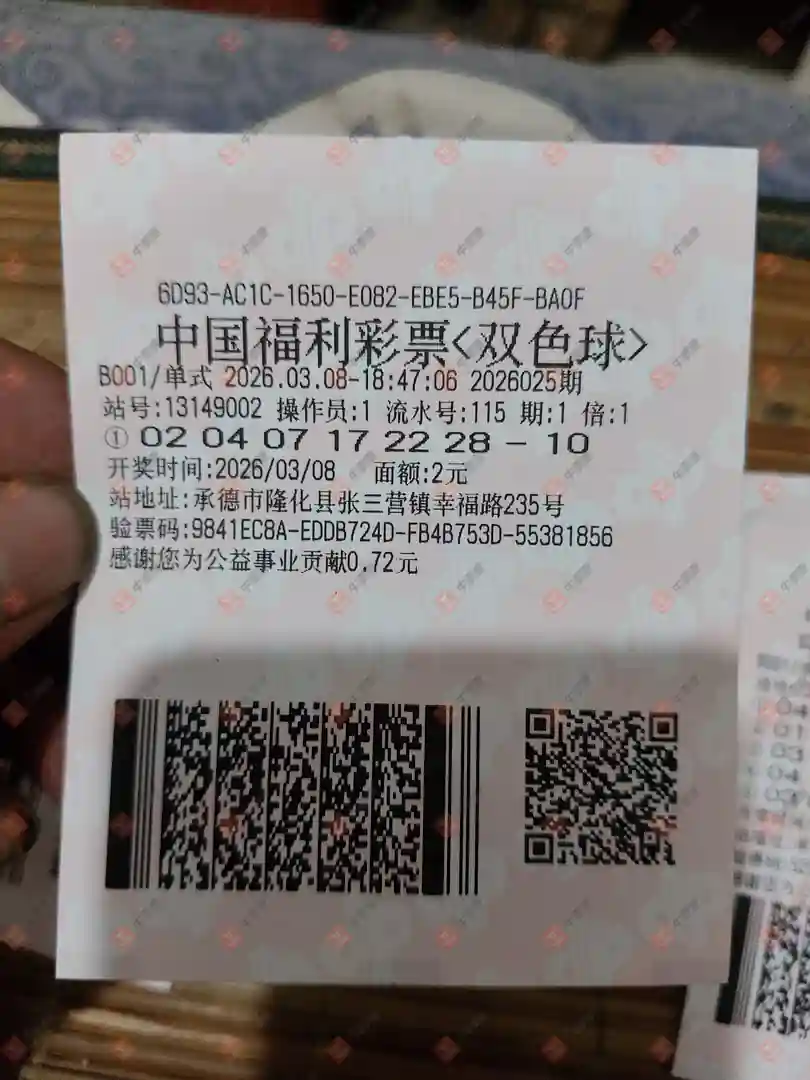 6D93-AC1C-1650-E082-EBE5-B45F-BA0F
中国福利彩票<双色球>
B001/单式 2026.03.08-18:47:06 2026025期
站号:13149002 操作员:1 流水号:115 期:1 倍:1
① 02 04 07 17 22 28 - 10
开奖时间:2026/03/08 面额:2元
站地址:承德市隆化县张三营镇幸福路235号
验票码:9841EC8A-EDDB724D-FB4B753D-55381856
感谢您为公益事业贡献0.72元
04
01
03
04
03